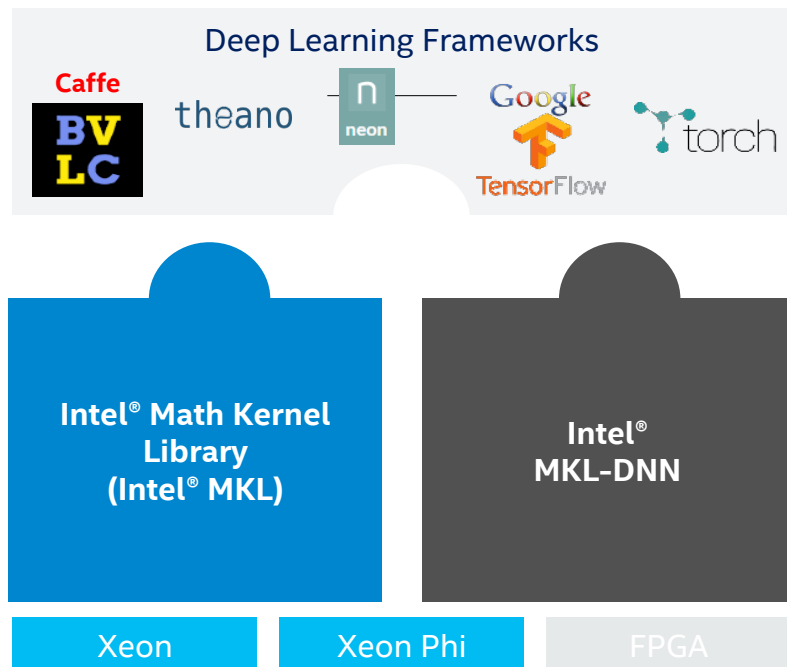 Deep Learning Frameworks
Caffe
BV
LC
theano
n
neon
Google
TensorFlow
torch
Intel® Math Kernel
Library
(Intel® MKL)
Intel®
MKL-DNN
Xeon
Xeon Phi
FPGA